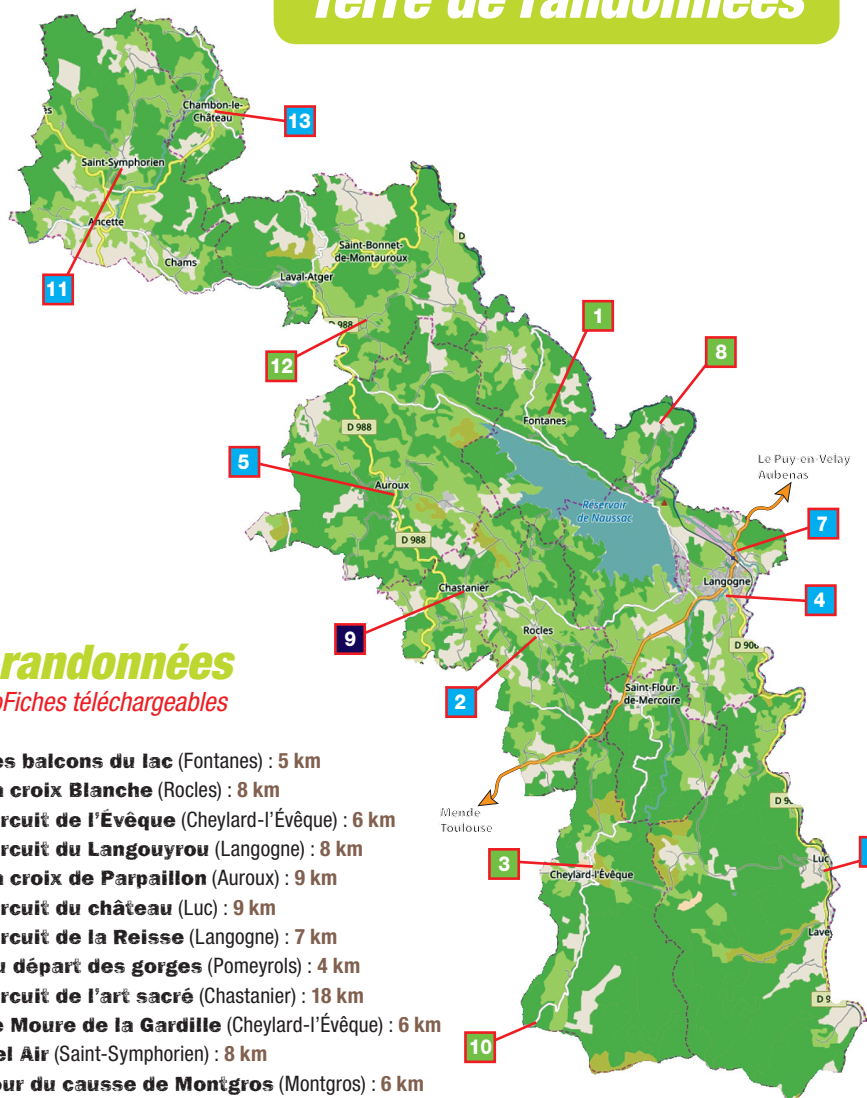 Terre de randonnées
Chambon-le-
Château
13
Saint-Symphorien
Ancette
Chams
11
Saint-Bonnet-
de-Montauroux
D
Laval-Atger
D 988
12
1
8
Fontanes
D 988
5
Auroux
Le Puy-en-Velay
Aubenas
Réservoir
de Naussac
7
D 988
Langogne
Chastanier
4
9
Rocles
D 906
2
Saint-Flour-
de-Mercoire
Mende
Toulouse
D 9
3
Cheylard-l'Évêque
Luc
Lave
D 9
10
randonnées
Fiches téléchargeables
es balcons du lac (Fontanes) : 5 km
a croix Blanche (Rocles) : 8 km
rcuit de l'Évêque (Cheylard-l'Évêque) : 6 km
rcuit du Langouyrou (Langogne) : 8 km
a croix de Parpaillon (Auroux) : 9 km
rcuit du château (Luc) : 9 km
rcuit de la Reisse (Langogne) : 7 km
u départ des gorges (Pomeyrols) : 4 km
rcuit de l'art sacré (Chastanier) : 18 km
e Moure de la Gardille (Cheylard-l'Évêque) : 6 km
el Air (Saint-Symphorien) : 8 km
our du causse de Montgros (Montgros) : 6 km